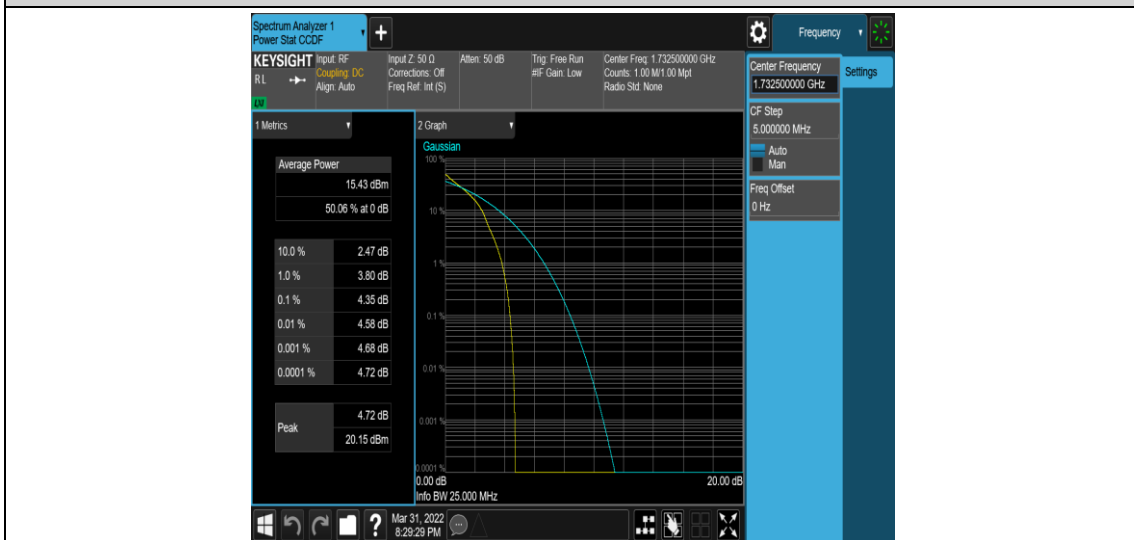 Spectrum Analyzer 1
Power Stat CCDF
+
Frequency
KEYSIGHT
Input: RF
Coupling: DC
Align: Auto
Input Z: 50 Ω
Corrections: Off
Freq Ref: Int (S)
Atten: 50 dB
Trig: Free Run
#IF Gain: Low
Center Freq: 1.732500000 GHz
Counts: 1.00 M/1.00 Mpt
Radio Std: None
R L
Center Frequency
1.732500000 GHz
Settings
CF Step
5.000000 MHz
Auto
Man
Freq Offset
0 Hz
1 Metrics
Average Power
15.43 dBm
50.06 % at 0 dB
10.0 % 2.47 dB
1.0 % 3.80 dB
0.1 % 4.35 dB
0.01 % 4.58 dB
0.001 % 4.68 dB
0.0001 % 4.72 dB
Peak
4.72 dB
20.15 dBm
2 Graph
Gaussian
100 %
10 %
1 %
0.1 %
0.01 %
0.001 %
0.0001 %
0.00 dB 20.00 dB
Info BW 25.000 MHz
?
Mar 31, 2022
8:29:29 PM